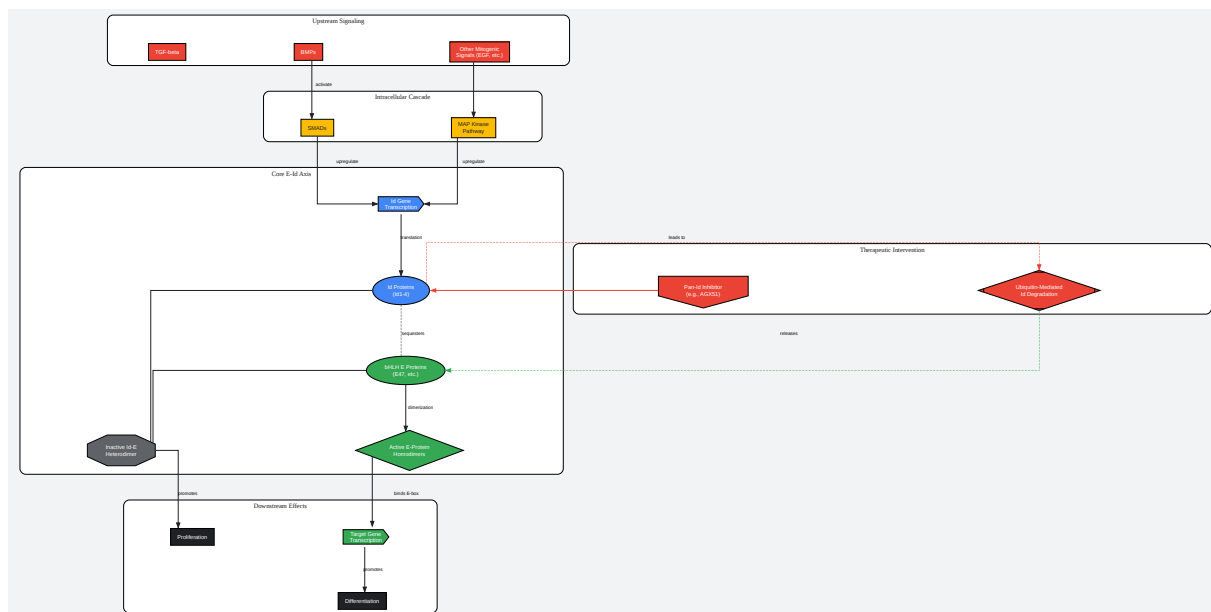 Upstream Signaling
TGF-beta
BMPs
Other Mitogenic
Signals (EGF, etc.)
activate
Intracellular Cascade
SMADs
MAP Kinase
Pathway
upregulate
upregulate
Core E-Id Axis
Id Gene
Transcription
translation
leads to
Therapeutic Intervention
Id Proteins
(Id1-4)
Pan-Id Inhibitor
(e.g., AGX51)
Ubiquitin-Mediated
Id Degradation
sequesters
releases
bHLH E Proteins
(E47, etc.)
dimerization
Inactive Id-E
Heterodimer
Active E-Protein
Homodimers
promotes
binds E-box
Downstream Effects
Proliferation
Target Gene
Transcription
promotes
Differentiation